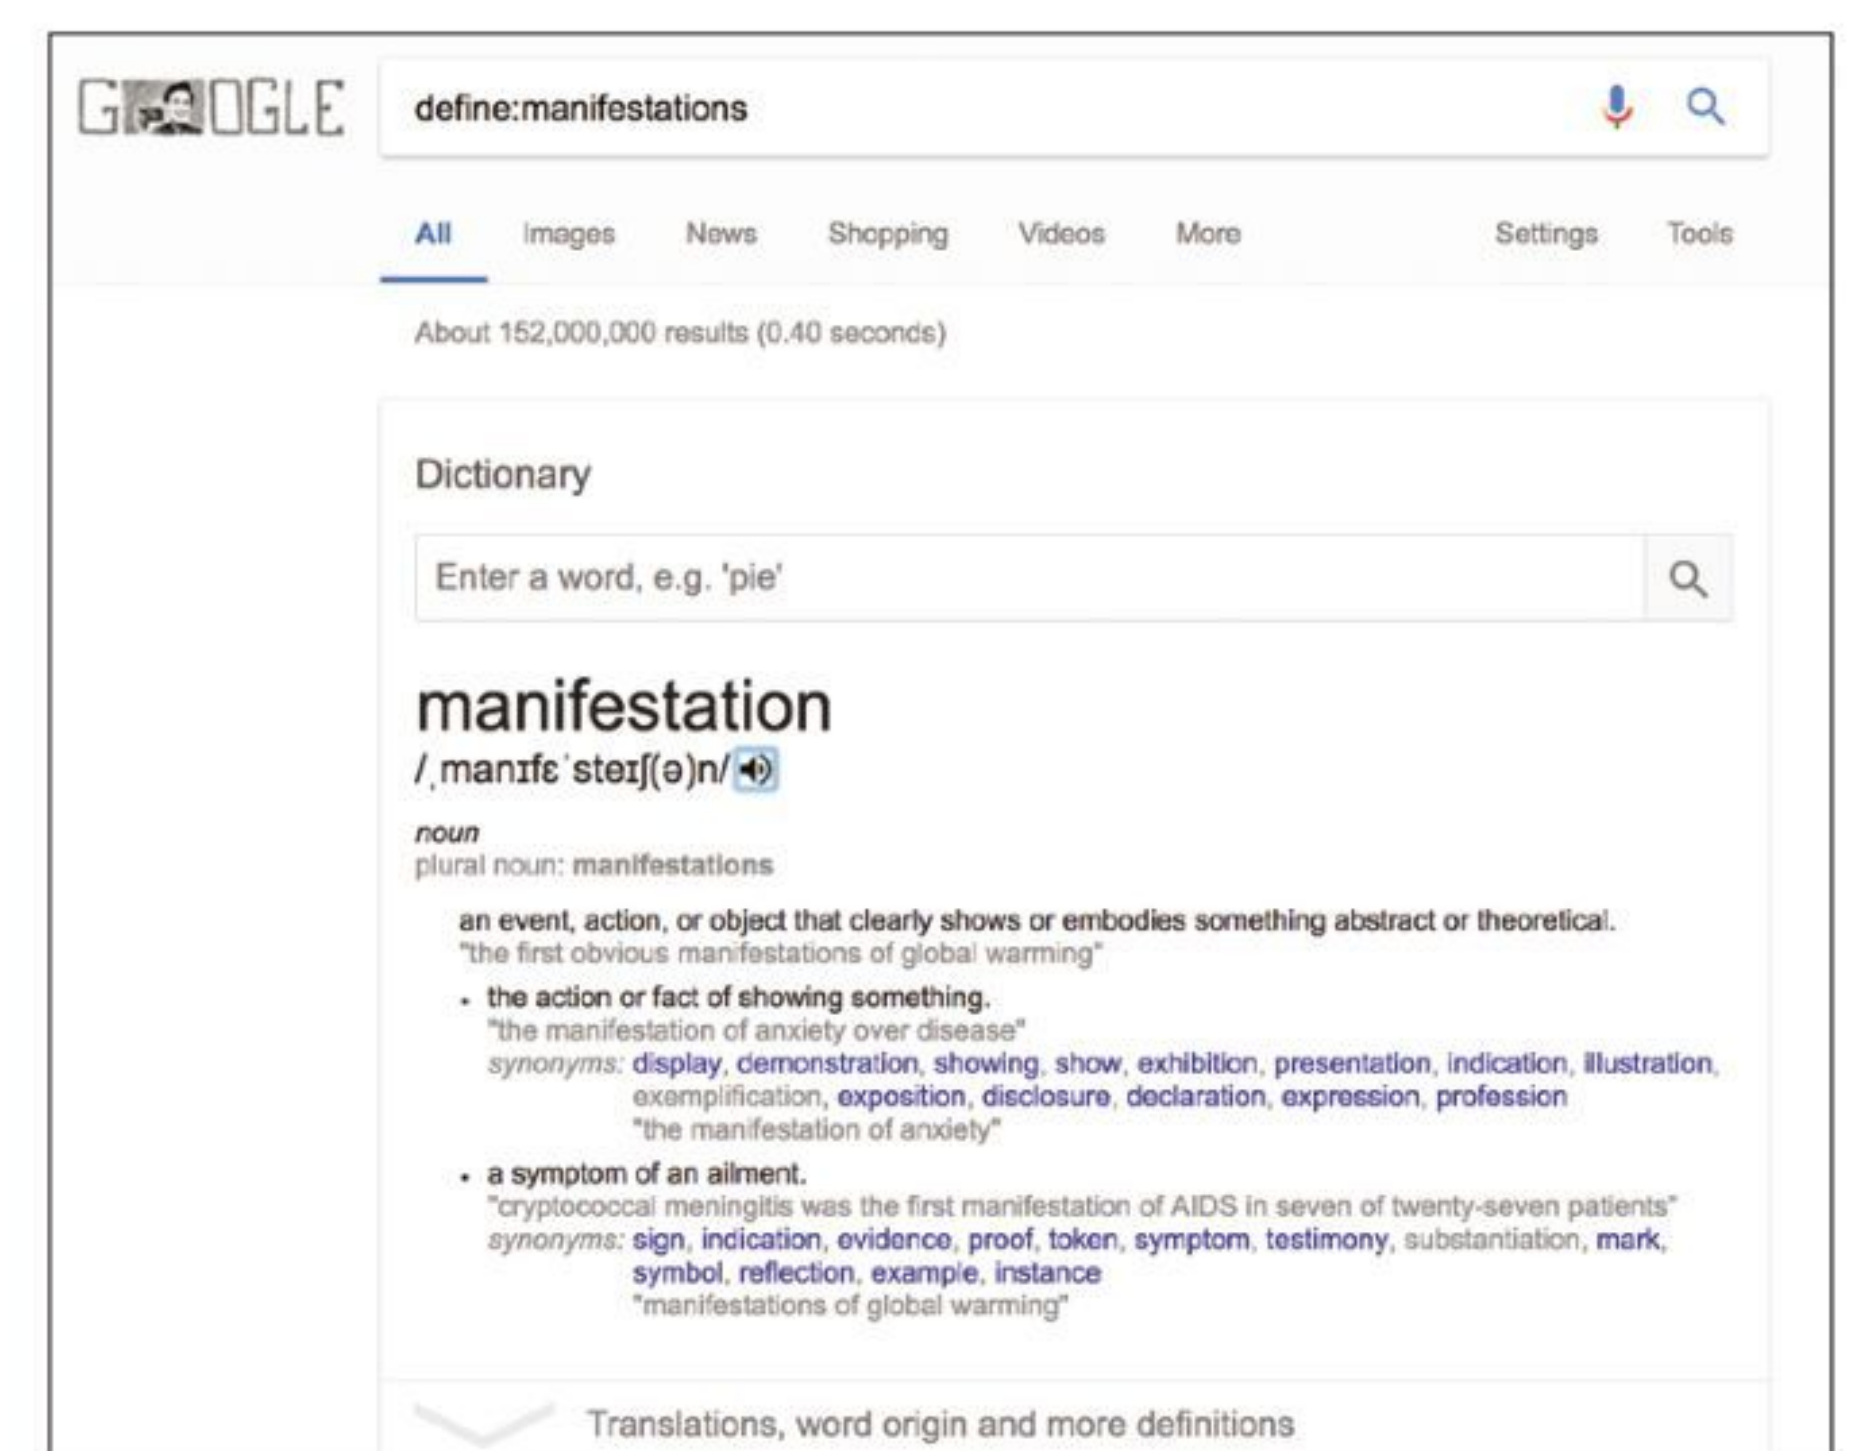 GOOGLE
define:manifestations
All Images News Shopping Videos More Settings Tools
About 152,000,000 results (0.40 seconds)
Dictionary
Enter a word, e.g. 'pie'
manifestation
/ˌmanɪfɛˈsteɪʃ(ə)n/
noun
plural noun: manifestations
an event, action, or object that clearly shows or embodies something abstract or theoretical.
"the first obvious manifestations of global warming"
• the action or fact of showing something.
"the manifestation of anxiety over disease"
synonyms: display, demonstration, showing, show, exhibition, presentation, indication, illustration,
exemplification, exposition, disclosure, declaration, expression, profession
"the manifestation of anxiety"
• a symptom of an ailment.
"cryptococcal meningitis was the first manifestation of AIDS in seven of twenty-seven patients"
synonyms: sign, indication, evidence, proof, token, symptom, testimony, substantiation, mark,
symbol, reflection, example, instance
"manifestations of global warming"
Translations, word origin and more definitions